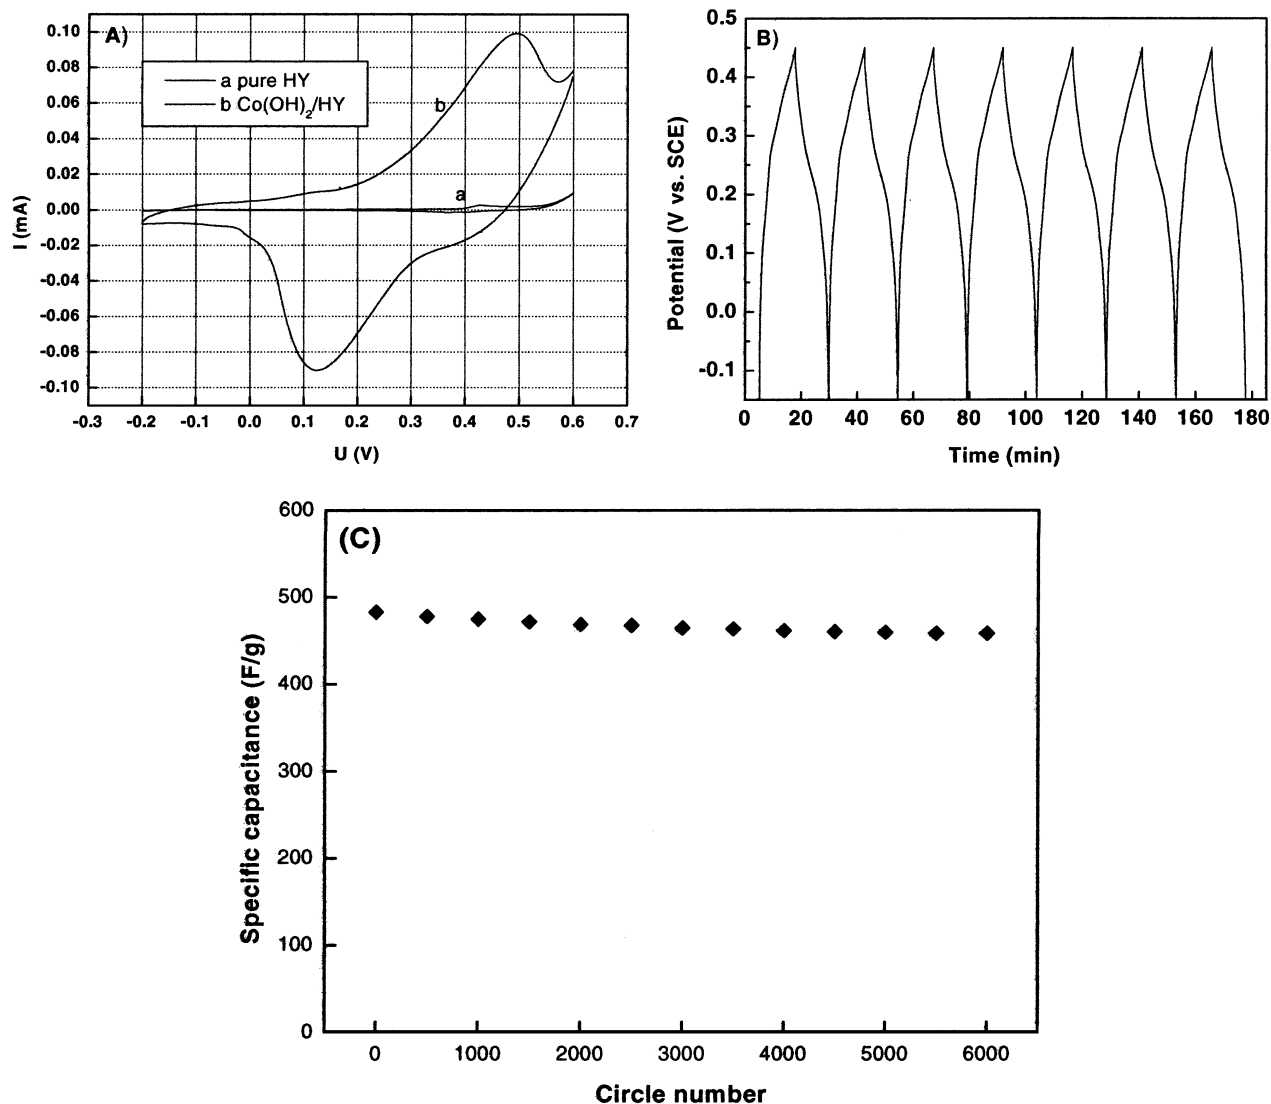 A)
a pure HY
b Co(OH)2/HY
b
a
0.10
0.08
0.06
0.04
0.02
0.00
-0.02
-0.04
-0.06
-0.08
-0.10
I (mA)
-0.3 -0.2 -0.1 0.0 0.1 0.2 0.3 0.4 0.5 0.6 0.7
U (V)
B)
0.5
0.4
0.3
0.2
0.1
0.0
-0.1
Potential (V vs. SCE)
0 20 40 60 80 100 120 140 160 180
Time (min)
(C)
600
500
400
300
200
100
0
Specific capacitance (F/g)
0 1000 2000 3000 4000 5000 6000
Circle number